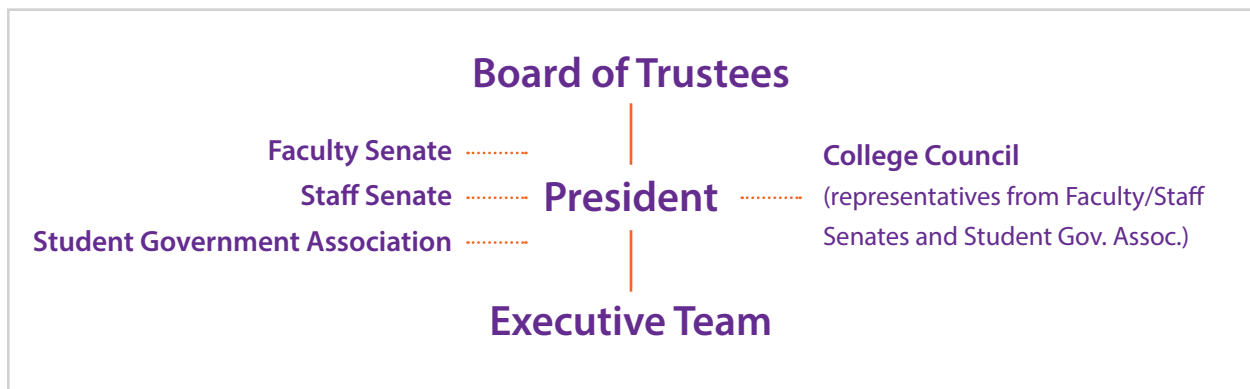 Board of Trustees
Faculty Senate
Staff Senate
Student Government Association
President
College Council
(representatives from Faculty/Staff
Senates and Student Gov. Assoc.)
Executive Team